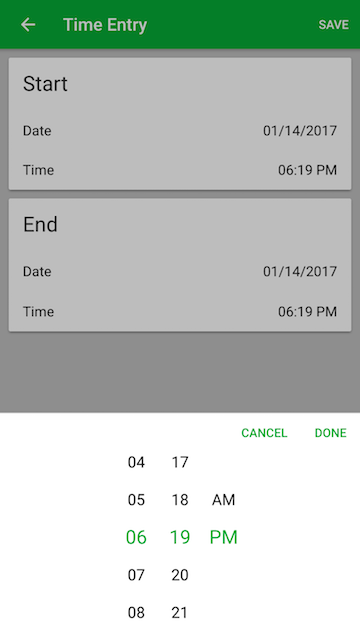 Time Entry SAVE
Start
Date 01/14/2017
Time 06:19 PM
End
Date 01/14/2017
Time 06:19 PM
CANCEL DONE
04 17
05 18 AM
06 19 PM
07 20
08 21